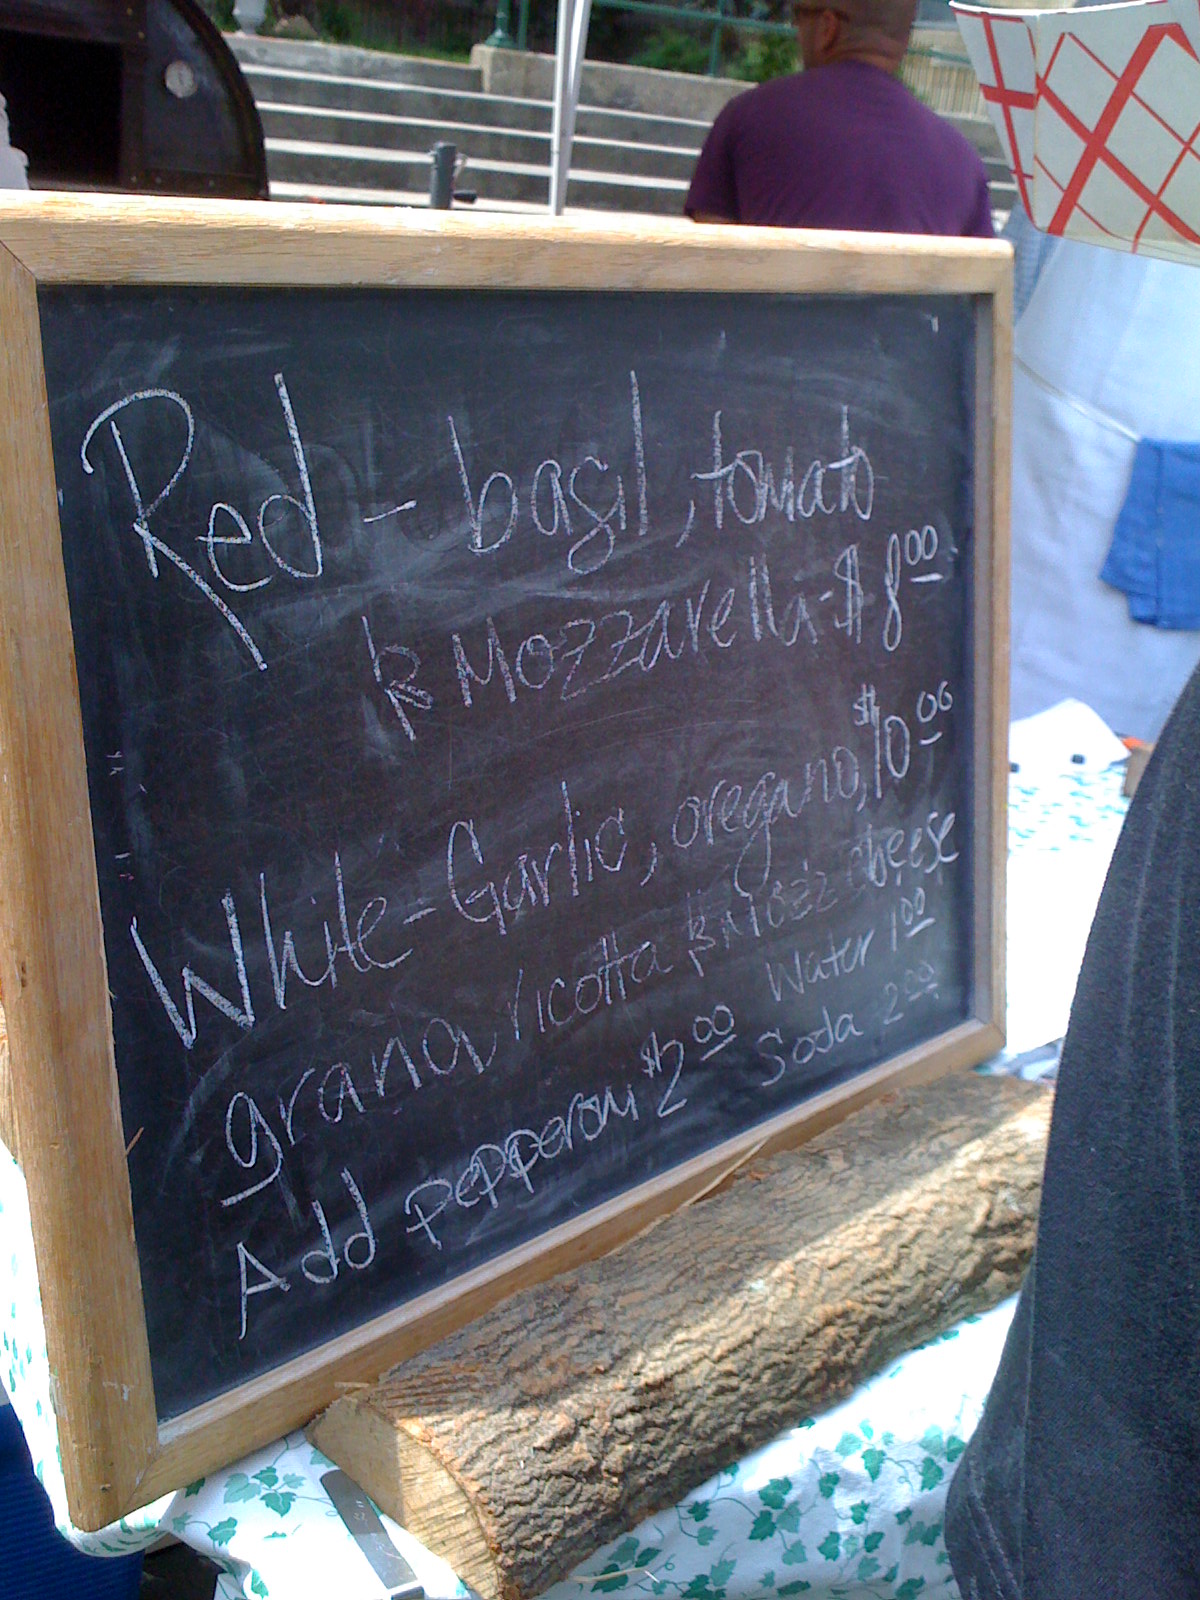 Red - basil, tomato
& Mozzarella - $8.00
White - Garlic, oregano, $10.00
grana, ricotta & mozz cheese
Water 1.00
Add pepperoni $2.00 Soda 2.00